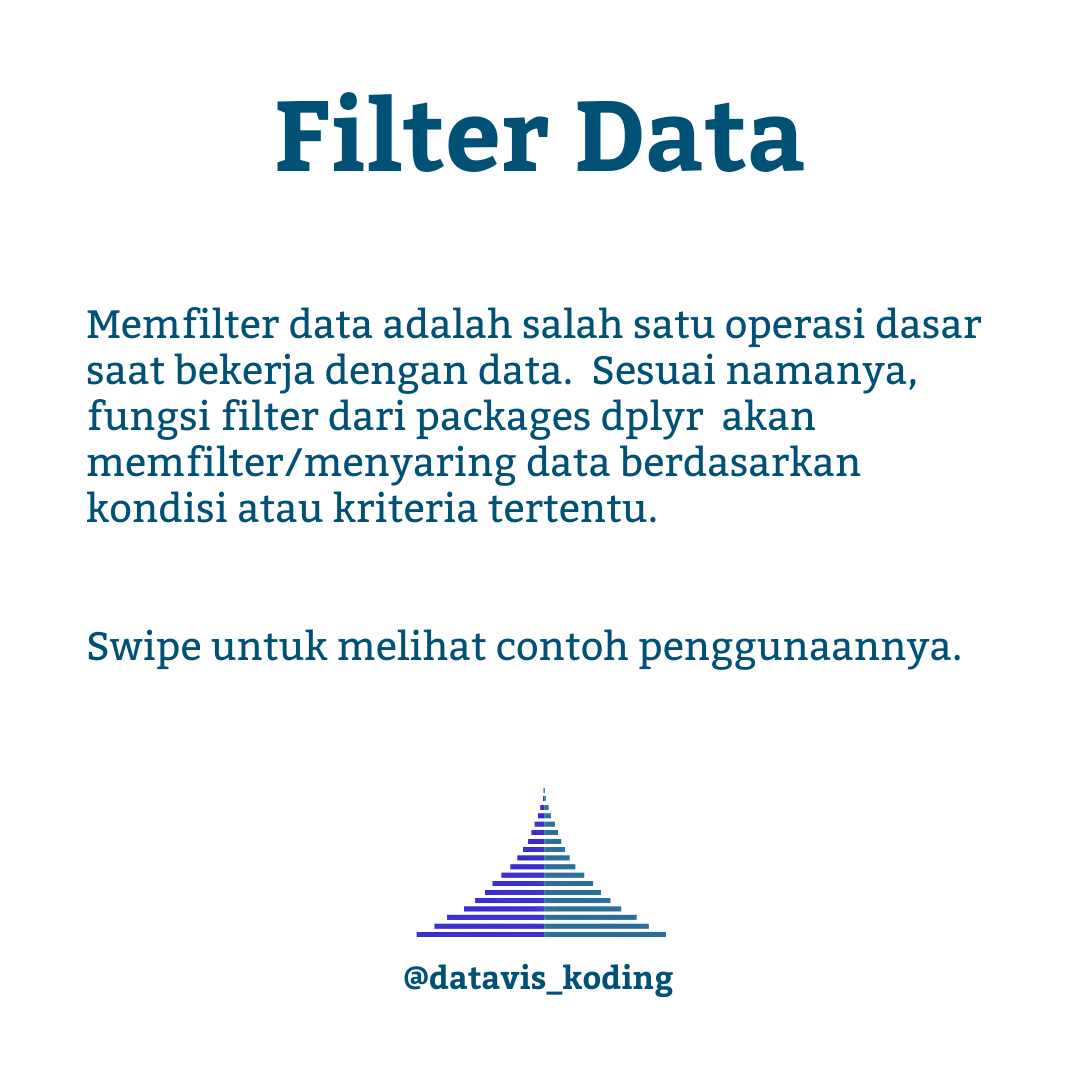 Filter Data
Memfilter data adalah salah satu operasi dasar
saat bekerja dengan data.  Sesuai namanya,
fungsi filter dari packages dplyr  akan
memfilter/menyaring data berdasarkan
kondisi atau kriteria tertentu.
Swipe untuk melihat contoh penggunaannya.
@datavis_koding